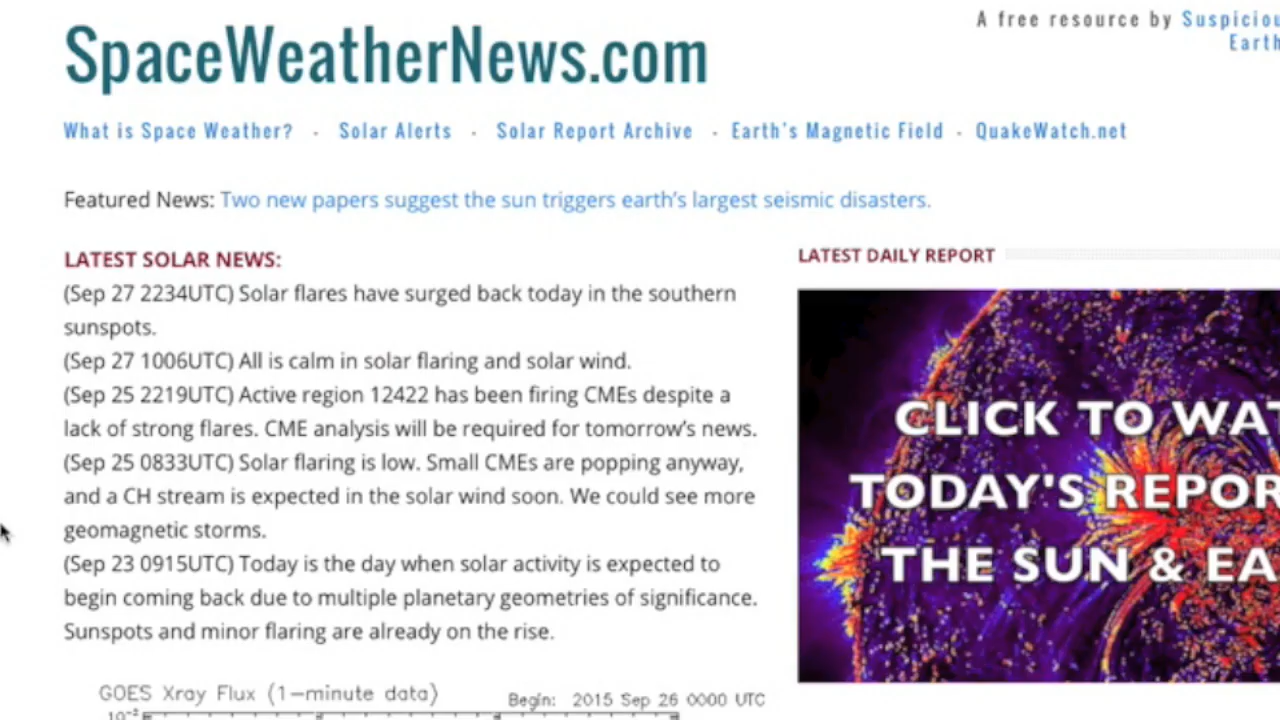 A free resource by
Earth
SpaceWeatherNews.com
What is Space Weather? - Solar Alerts - Solar Report Archive - Earth's Magnetic Field - QuakeWatch.net
Featured News: Two new papers suggest the sun triggers earth's largest seismic disasters.
LATEST SOLAR NEWS:
(Sep 27 2234UTC) Solar flares have surged back today in the southern
sunspots.
(Sep 27 1006UTC) All is calm in solar flaring and solar wind.
(Sep 25 2219UTC) Active region 12422 has been firing CMEs despite a
lack of strong flares. CME analysis will be required for tomorrow's news.
(Sep 25 0833UTC) Solar flaring is low. Small CMEs are popping anyway,
and a CH stream is expected in the solar wind soon. We could see more
geomagnetic storms.
(Sep 23 0915UTC) Today is the day when solar activity is expected to
begin coming back due to multiple planetary geometries of significance.
Sunspots and minor flaring are already on the rise.
GOES Xray Flux (1-minute data) Begin: 2015 Sep 26 0000 UTC
LATEST DAILY REPORT
CLICK TO
TODAY'S
THE SUN &